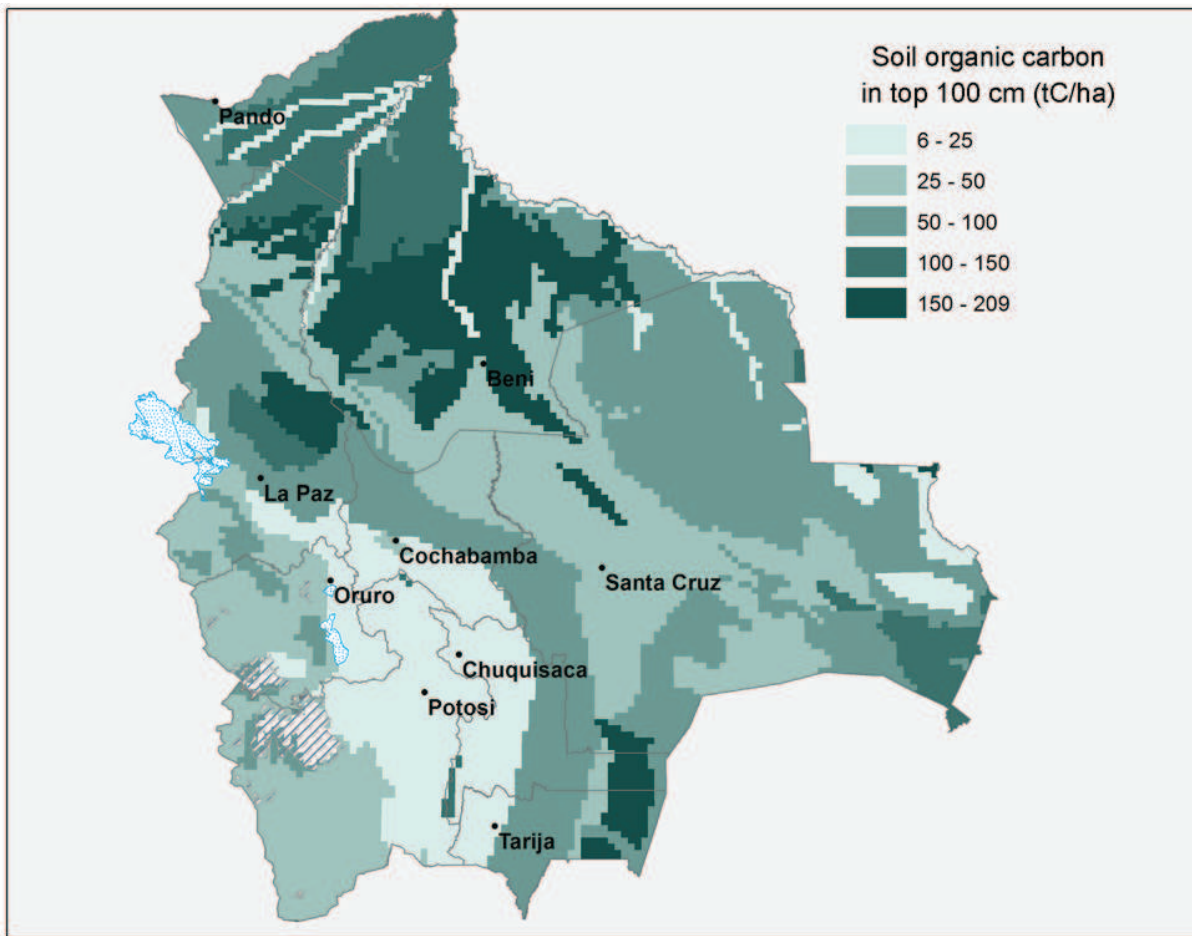 Soil organic carbon
in top 100 cm (tC/ha)
6 - 25
25 - 50
50 - 100
100 - 150
150 - 209
Pando
Beni
La Paz
Cochabamba
Oruro
Santa Cruz
Chuquisaca
Potosi
Tarija